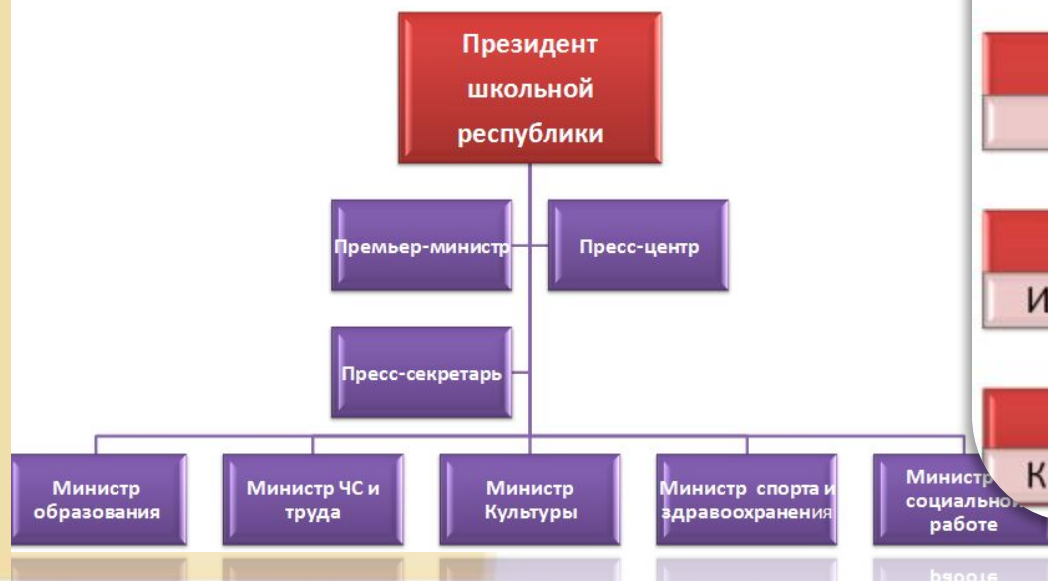 Президент
школьной
республики
Премьер-министр
Пресс-центр
Пресс-секретарь
Министр
образования
Министр ЧС и
труда
Министр
Культуры
Министр спорта и
здравоохранения
Министр
социальной
работе
И
К